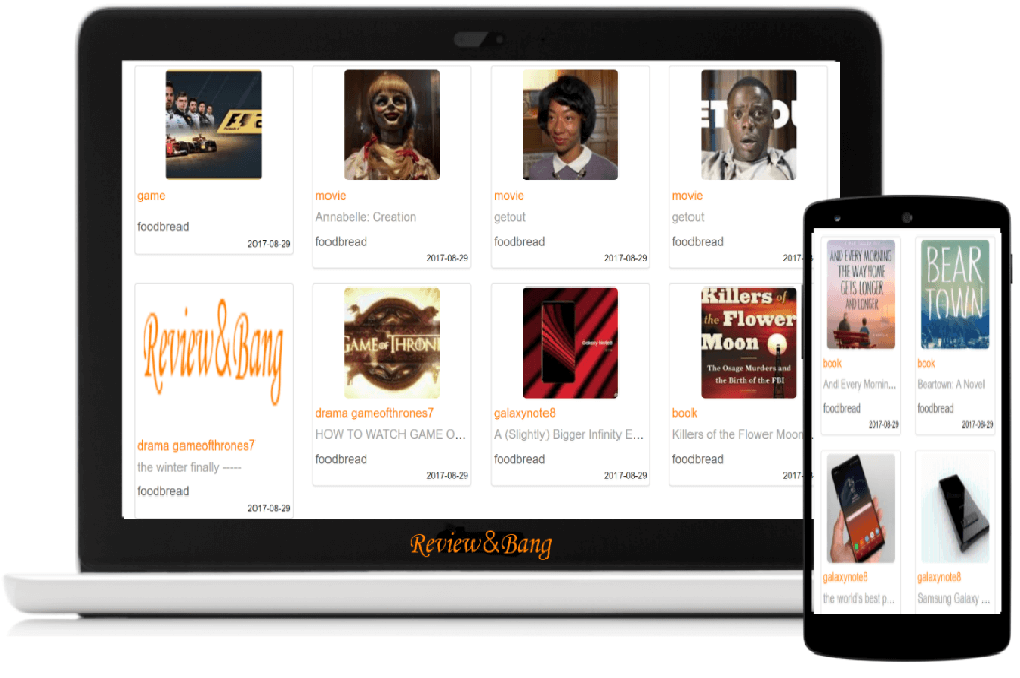 game
foodbread
2017-08-29
movie
Annabelle: Creation
foodbread
2017-08-29
movie
getout
foodbread
2017-08-29
GET OU
movie
getout
foodbread
2017-08
Review&Bang
drama gameofthrones7
the winter finally -----
foodbread
2017-08-29
GAME OF THRON
drama gameofthrones7
HOW TO WATCH GAME O...
foodbread
2017-08-29
galaxynote8
A (Slightly) Bigger Infinity E...
foodbread
2017-08-29
Killers of
the Flower
Moon
The Osage Murders and
the Birth of the FBI
book
Killers of the Flower Moon
foodbread
2017-08
Review&Bang
AND EVERY MORNING
THE WAY HOME
GETS LONGER
AND LONGER
book
And Every Mornin...
foodbread
2017-08-29
BEAR
TOWN
book
Beartown: A Novel
foodbread
2017-08-29
galaxynote8
the world's best p...
galaxynote8
Samsung Galaxy ...